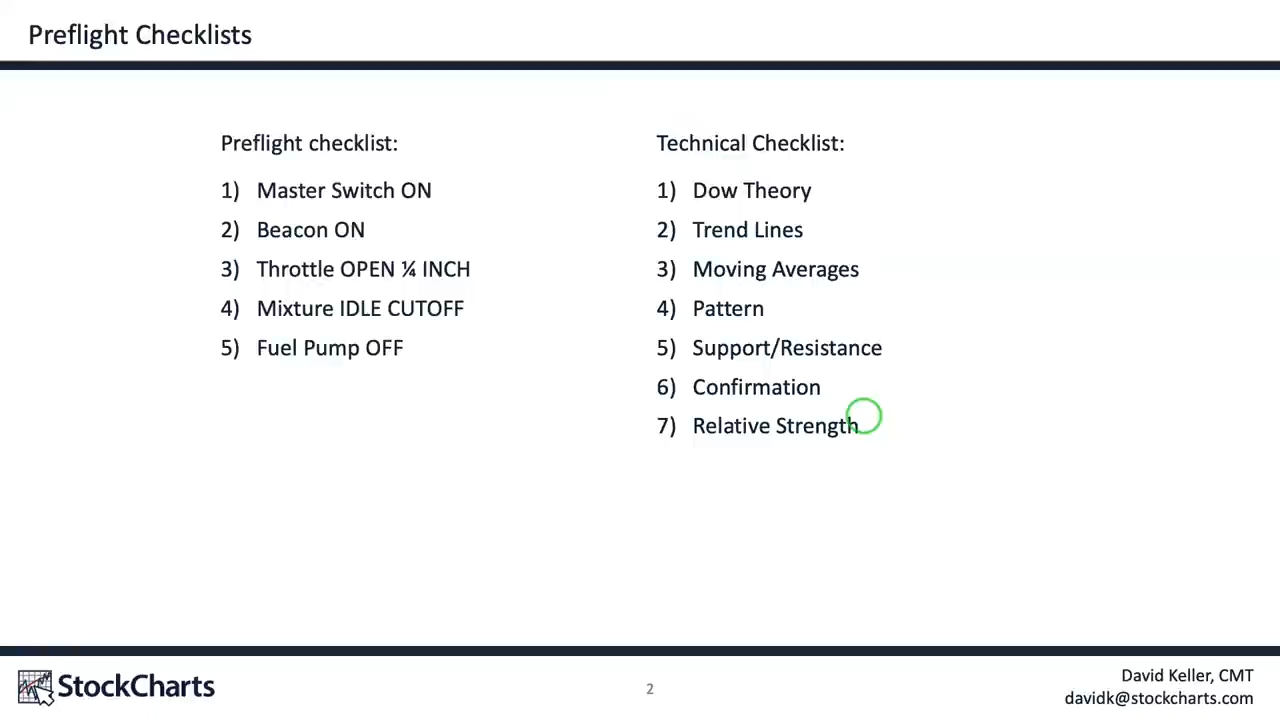 Preflight Checklists
Preflight checklist:
1) Master Switch ON
2) Beacon ON
3) Throttle OPEN ¼ INCH
4) Mixture IDLE CUTOFF
5) Fuel Pump OFF
Technical Checklist:
1) Dow Theory
2) Trend Lines
3) Moving Averages
4) Pattern
5) Support/Resistance
6) Confirmation
7) Relative Strength
StockCharts
2
David Keller, CMT
davidk@stockcharts.com